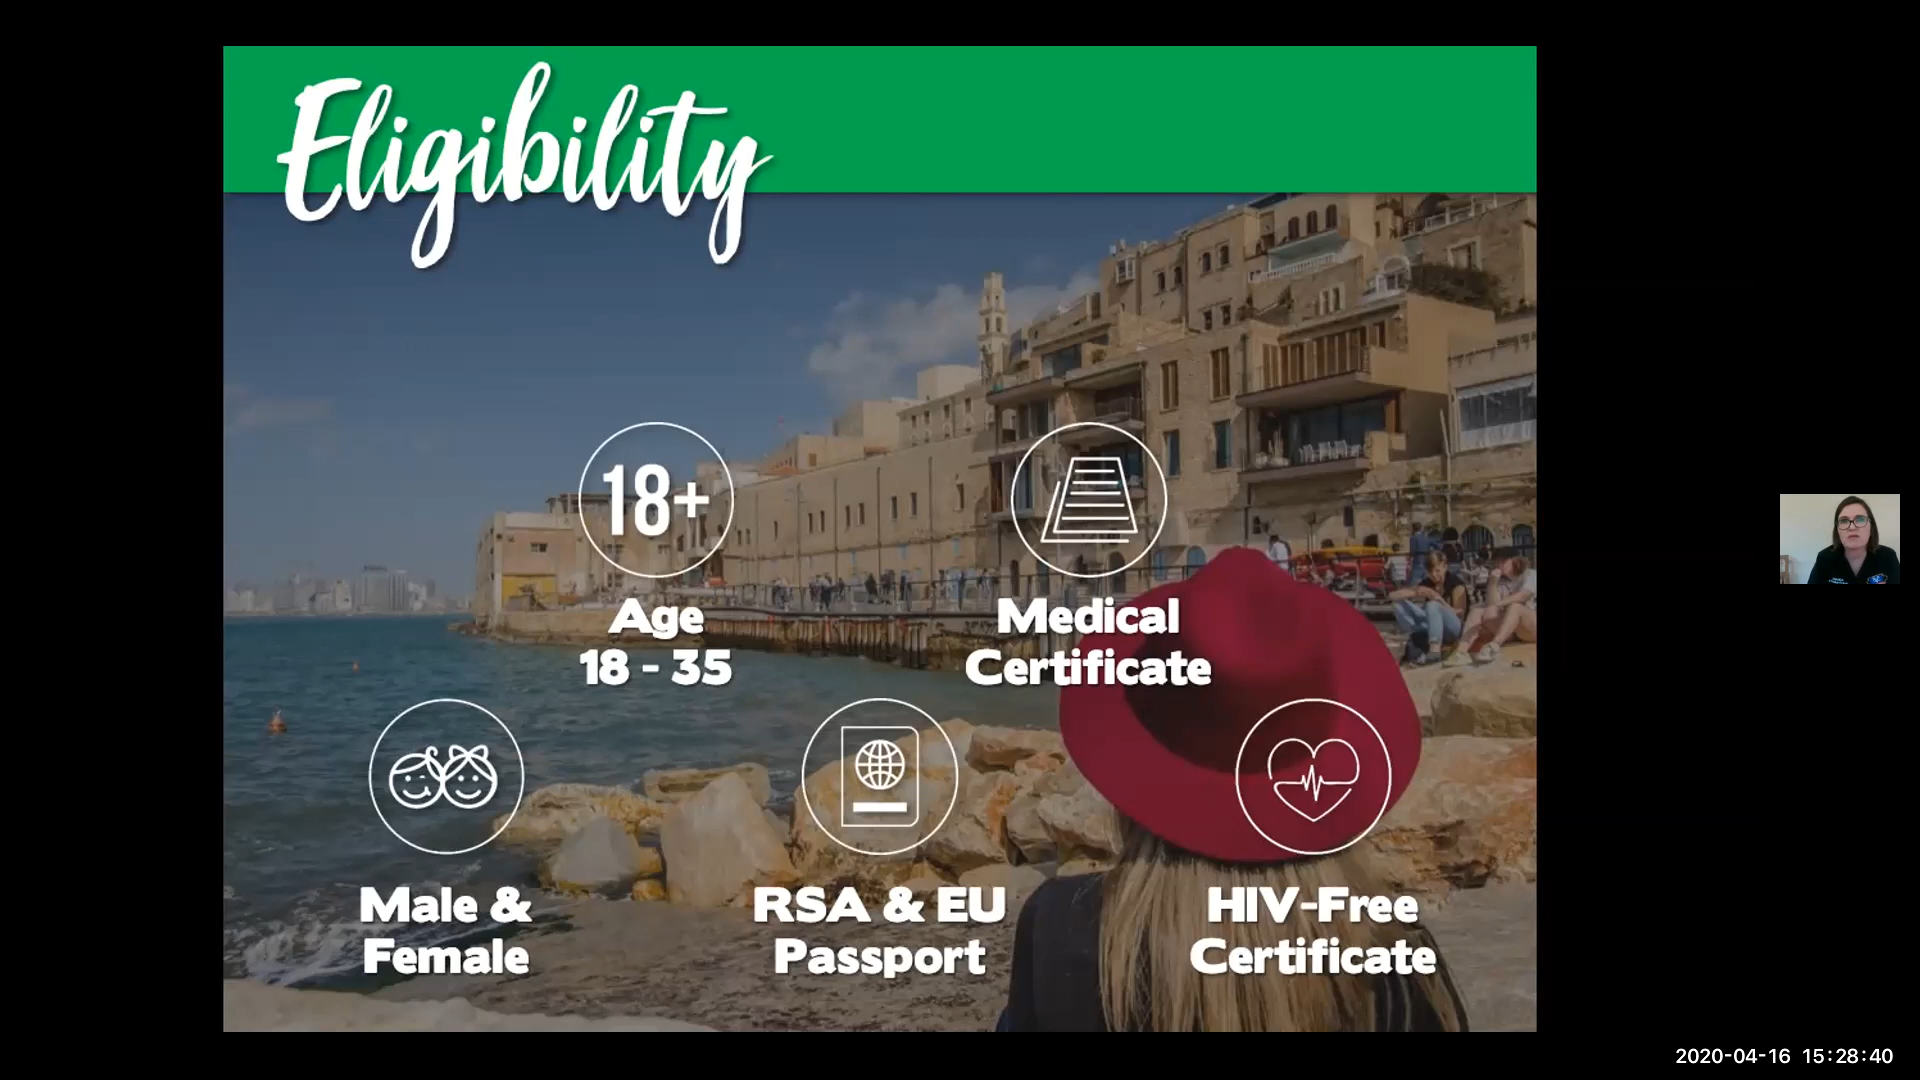 Eligibility
18+
Age
18 - 35
Medical
Certificate
Male &
Female
RSA & EU
Passport
HIV-Free
Certificate
2020-04-16 15:28:40